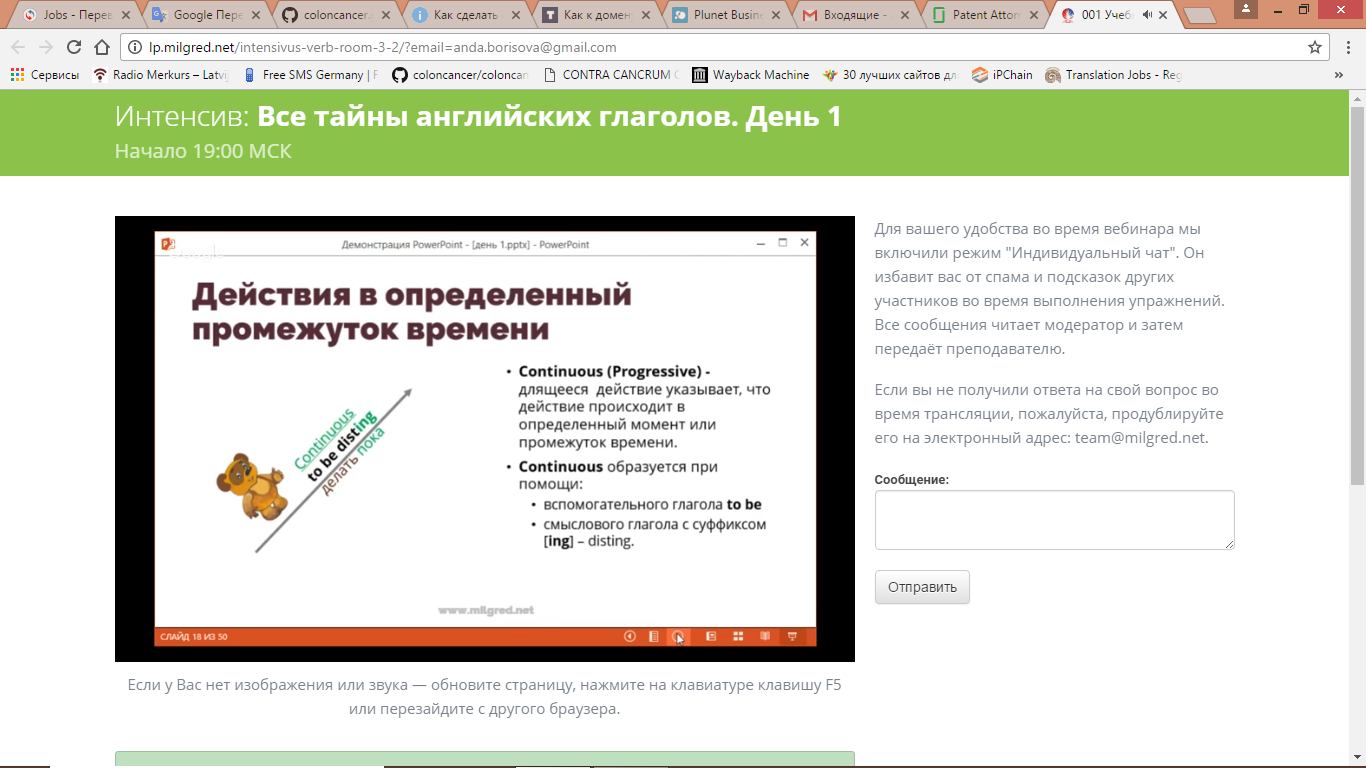 Jobs - Перев
Google Пере
coloncancer.
Как сделать
Как к домен
Plunet Busin
Входящие -
Patent Attor
001 Учеб
lp.milgred.net/intensivus-verb-room-3-2/?email=anda.borisova@gmail.com
Сервисы
Radio Merkurs – Latvij
Free SMS Germany | F
coloncancer/coloncan
CONTRA CANCRUM C
Wayback Machine
30 лучших сайтов дл
iPChain
Translation Jobs - Reg
»
Интенсив: Все тайны английских глаголов. День 1
Начало 19:00 МСК
Демонстрация PowerPoint - [день 1.pptx] - PowerPoint
Действия в определенный
промежуток времени
Continuous
to be disting
делать пока
• Continuous (Progressive) -
длящееся действие указывает, что
действие происходит в
определенный момент или
промежуток времени.
• Continuous образуется при
помощи:
• вспомогательного глагола to be
• смыслового глагола с суффиксом
[ing] – disting.
www.milgred.net
СЛАЙД 18 ИЗ 50
Если у Вас нет изображения или звука — обновите страницу, нажмите на клавиатуре клавишу F5
или перезайдите с другого браузера.
Для вашего удобства во время вебинара мы
включили режим "Индивидуальный чат". Он
избавит вас от спама и подсказок других
участников во время выполнения упражнений.
Все сообщения читает модератор и затем
передаёт преподавателю.
Если вы не получили ответа на свой вопрос во
время трансляции, пожалуйста, продублируйте
его на электронный адрес: team@milgred.net.
Сообщение:
Отправить